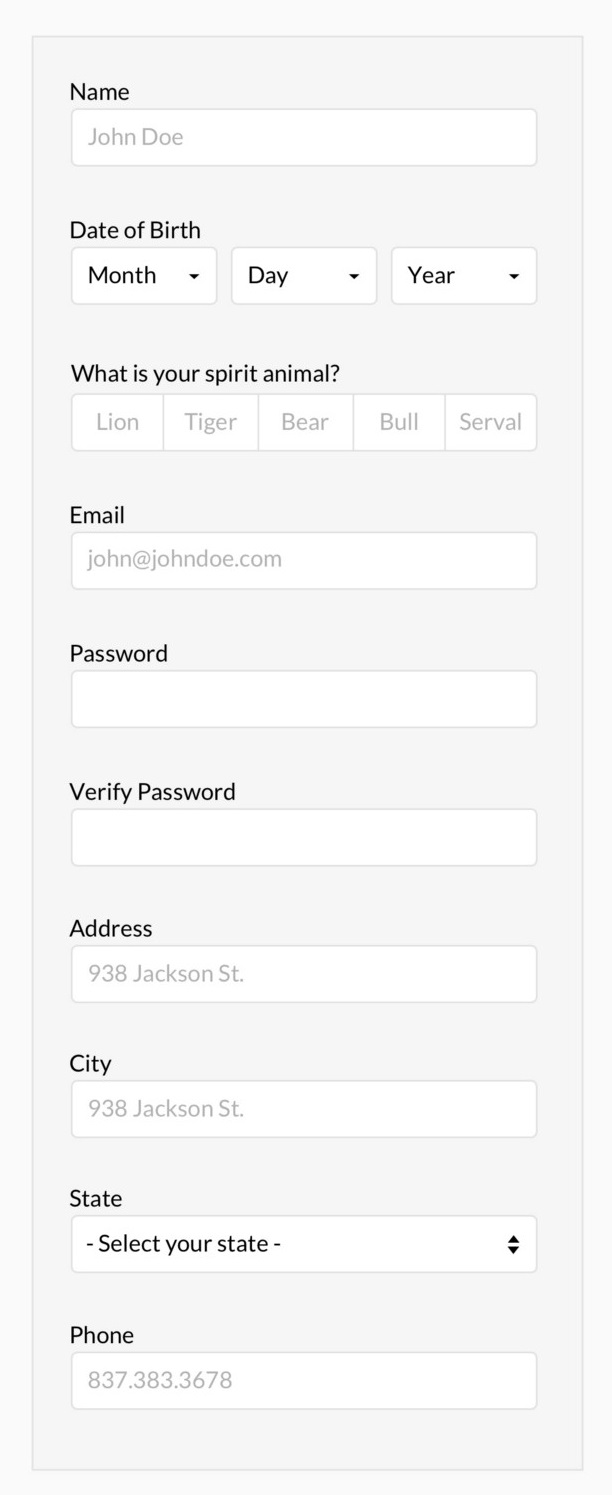 Name
John Doe
Date of Birth
Month Day Year
What is your spirit animal?
Lion Tiger Bear Bull Serval
Email
john@johndoe.com
Password
Verify Password
Address
938 Jackson St.
City
938 Jackson St.
State
- Select your state -
Phone
837.383.3678